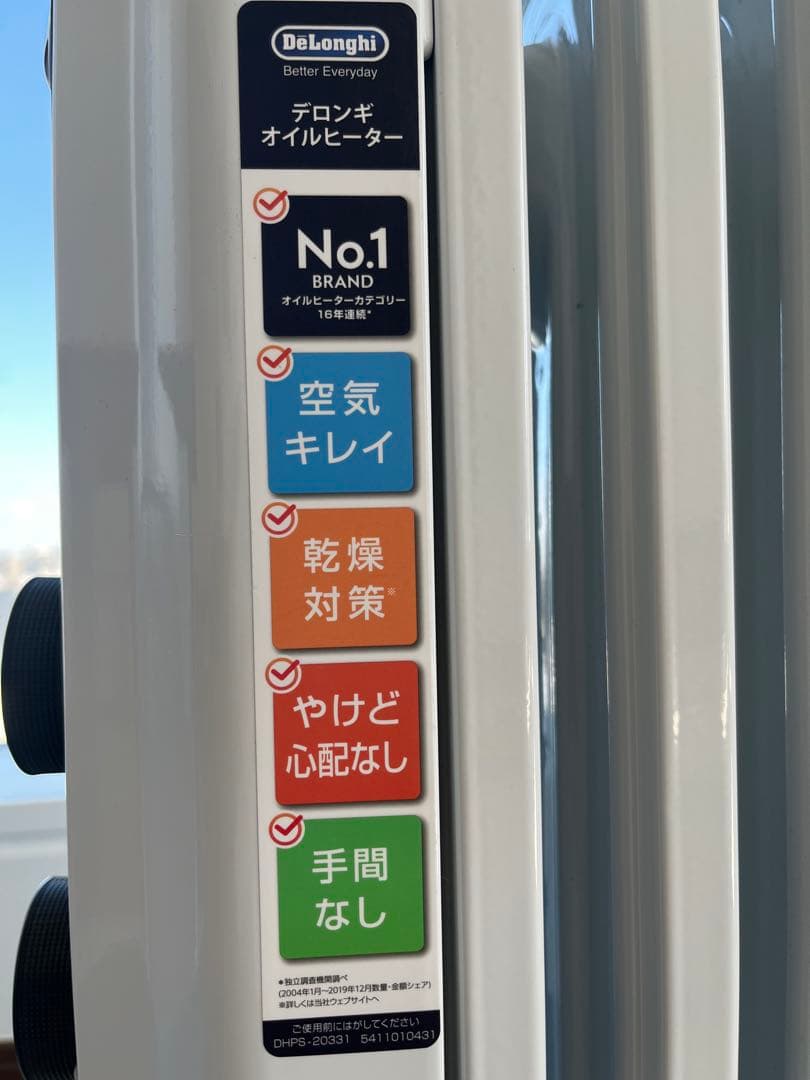 DēLonghi
Better Everyday
デロンギ
オイルヒーター
No.1
BRAND
オイルヒーターカテゴリー
16年連続*
空気
キレイ
乾燥
対策※
やけど
心配なし
手間
なし
*独立調査機関調べ
(2004年1月〜2019年12月数量・金額シェア)
※詳しくは当社ウェブサイトへ
ご使用前にはがしてください
DHPS-20331 5411010431